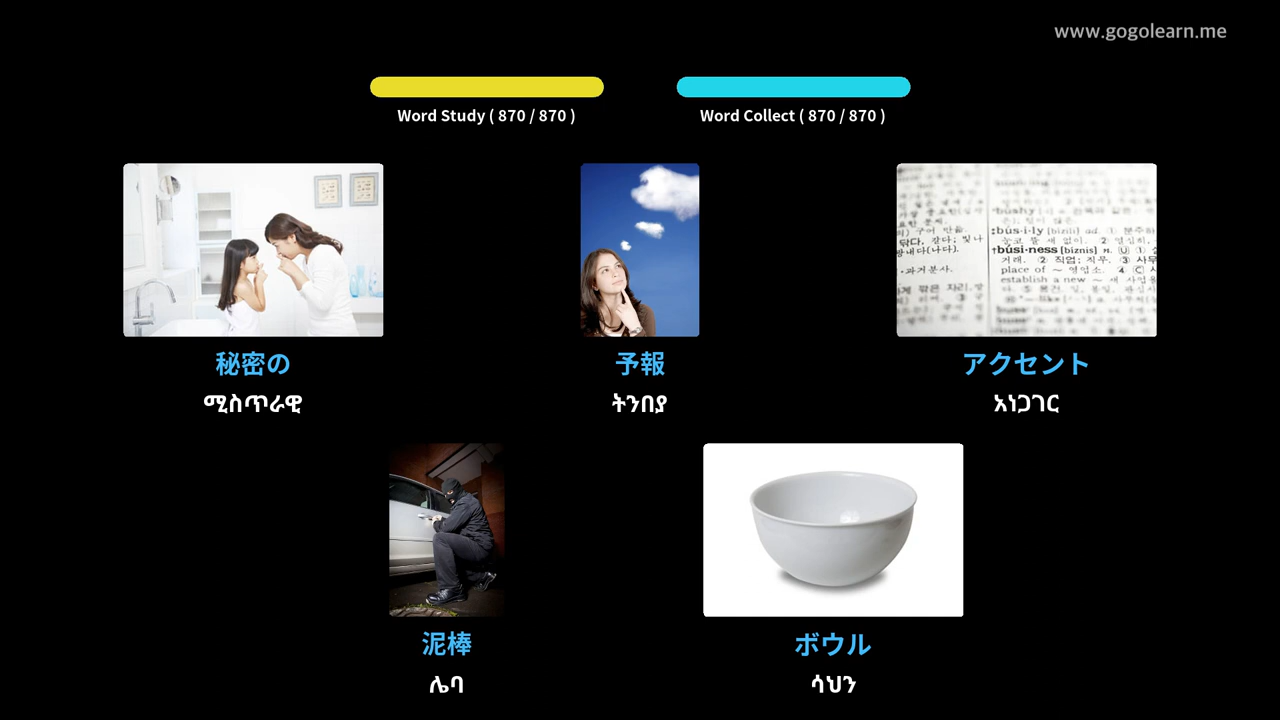 www.gogolearn.me
Word Study ( 870 / 870 )
Word Collect ( 870 / 870 )
秘密の
ሚስጥራዊ
予報
ትንበያ
アクセント
አነጋገር
泥棒
ሌባ
ボウル
ሳህን